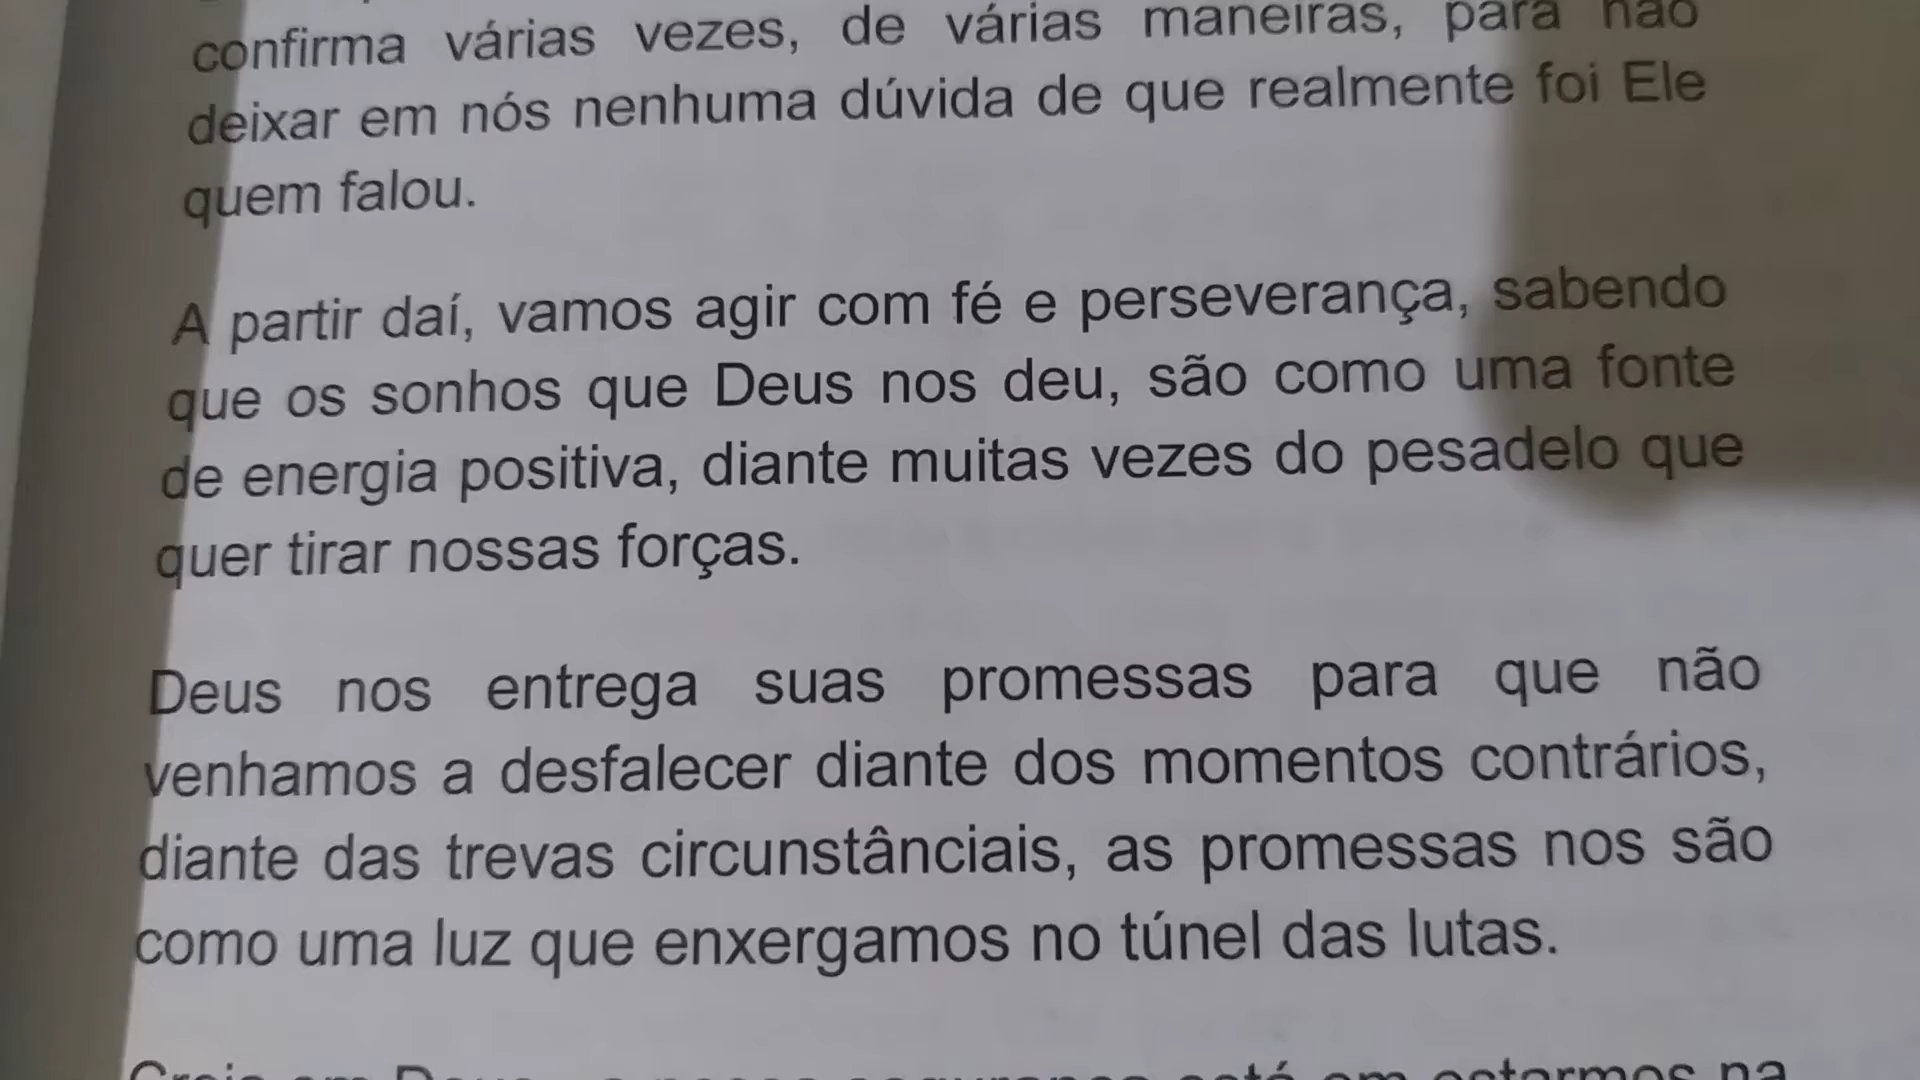 confirma várias vezes, de várias maneiras, para não
deixar em nós nenhuma dúvida de que realmente foi Ele
quem falou.
A partir daí, vamos agir com fé e perseverança, sabendo
que os sonhos que Deus nos deu, são como uma fonte
de energia positiva, diante muitas vezes do pesadelo que
quer tirar nossas forças.
Deus nos entrega suas promessas para que não
venhamos a desfalecer diante dos momentos contrários,
diante das trevas circunstânciais, as promessas nos são
como uma luz que enxergamos no túnel das lutas.
em estarmos na